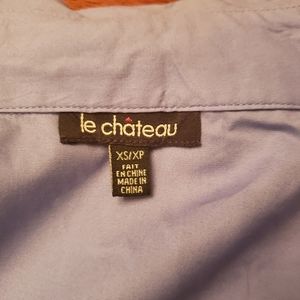 le château
XS/XP
FAIT
EN CHINE
MADE IN
CHINA